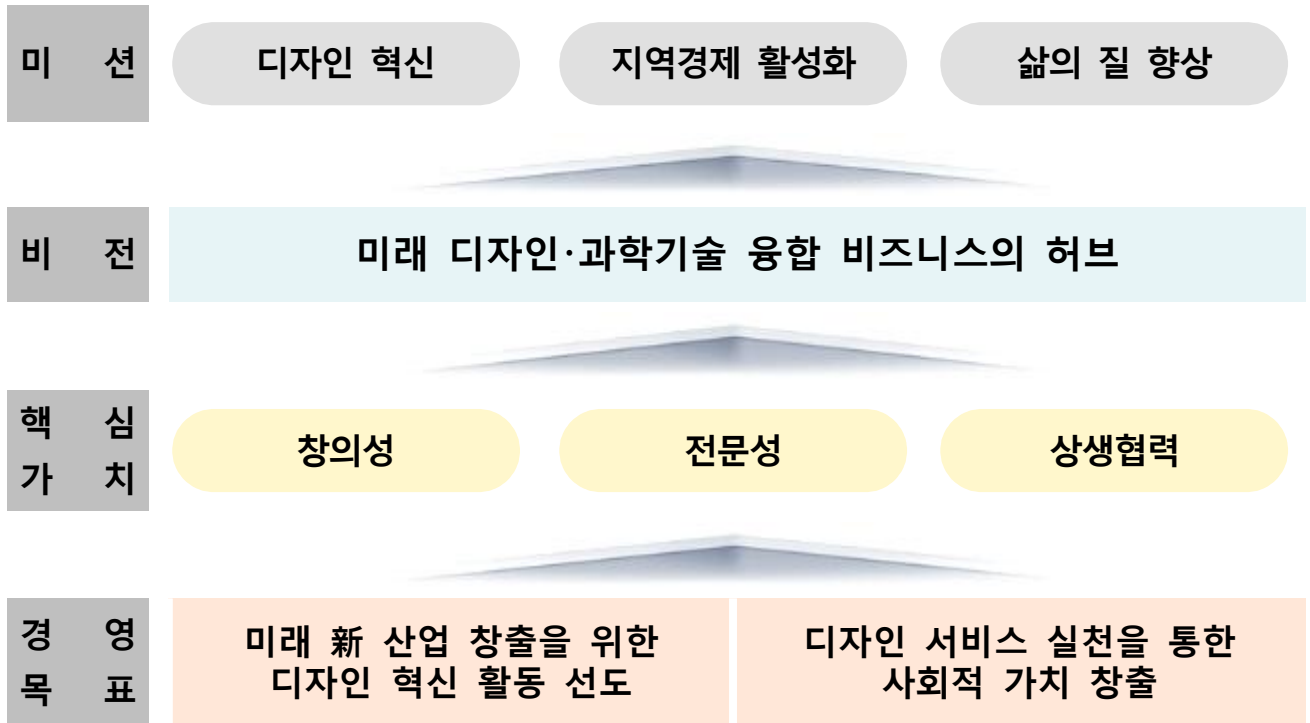 미 션
디자인 혁신
지역경제 활성화
삶의 질 향상
비 전
미래 디자인·과학기술 융합 비즈니스의 허브
핵 심
가 치
창의성
전문성
상생협력
경 영
목 표
미래 新 산업 창출을 위한
디자인 혁신 활동 선도
디자인 서비스 실천을 통한
사회적 가치 창출